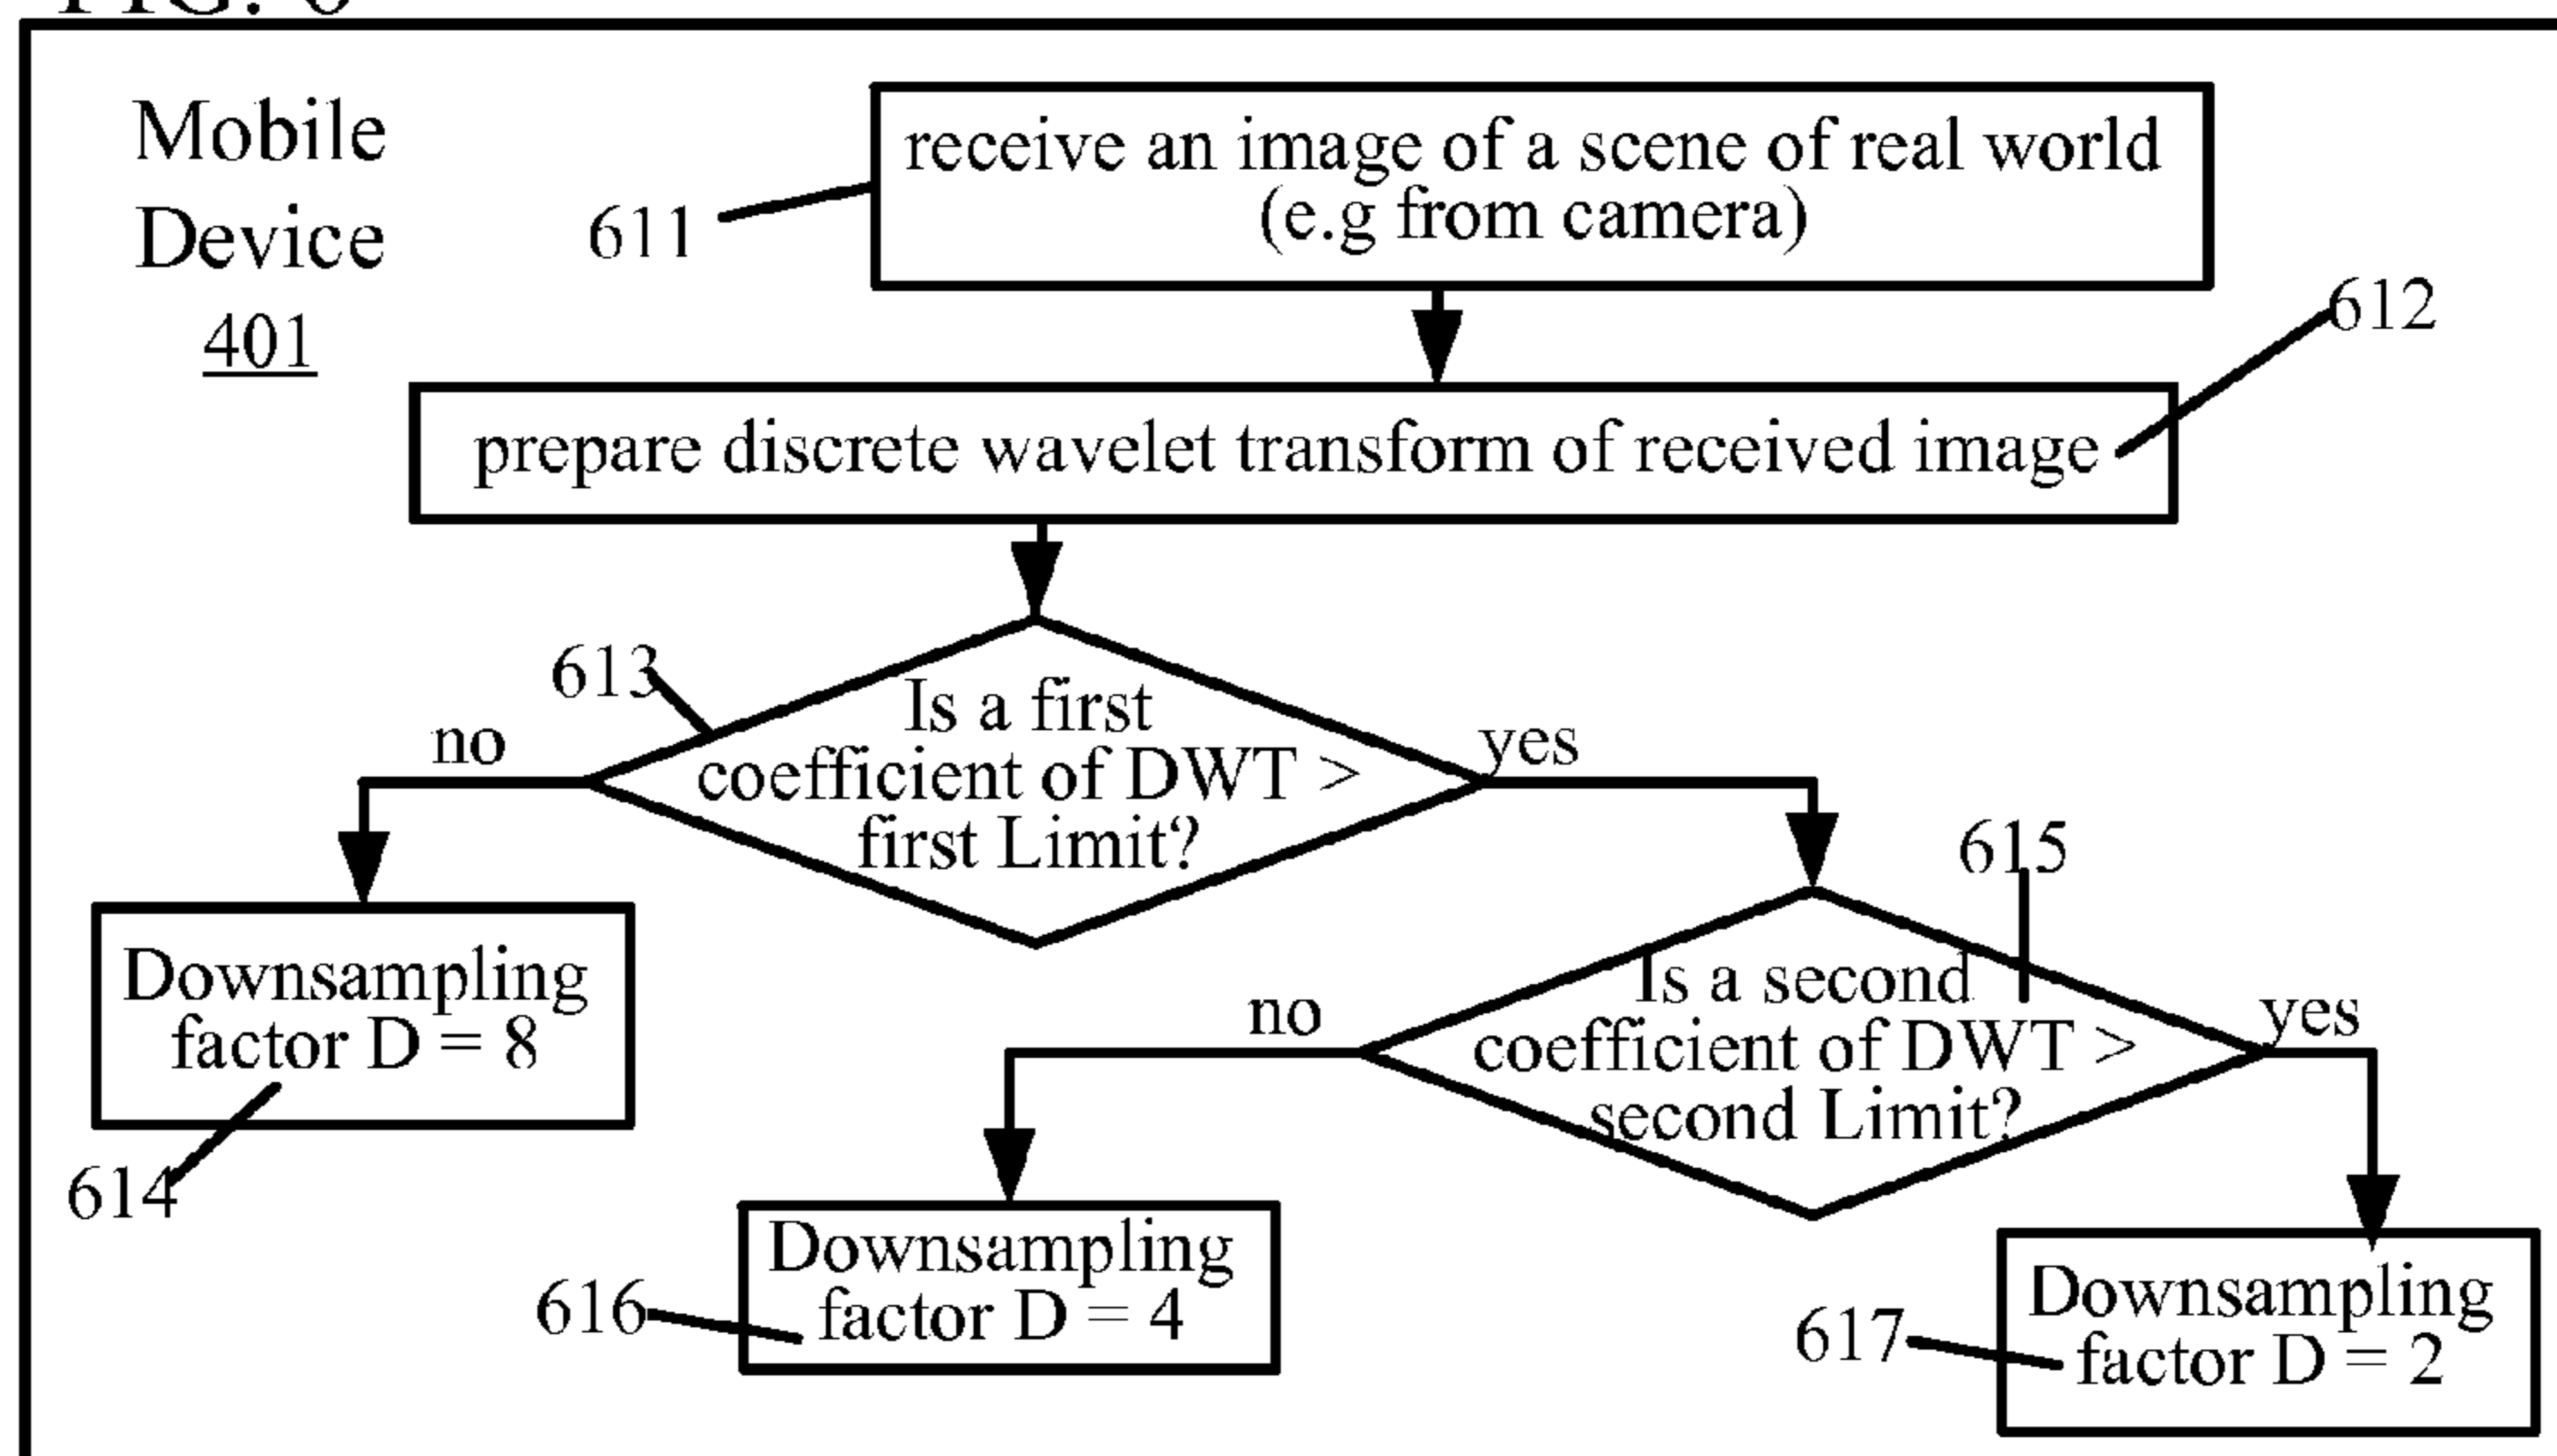 Mobile
Device
401
611
receive an image of a scene of real world
(e.g from camera)
612
prepare discrete wavelet transform of received image
613
Is a first
coefficient of DWT >
first Limit?
no
yes
615
Downsampling
factor D = 8
614
Is a second
coefficient of DWT >
second Limit?
no
yes
616
Downsampling
factor D = 4
617
Downsampling
factor D = 2